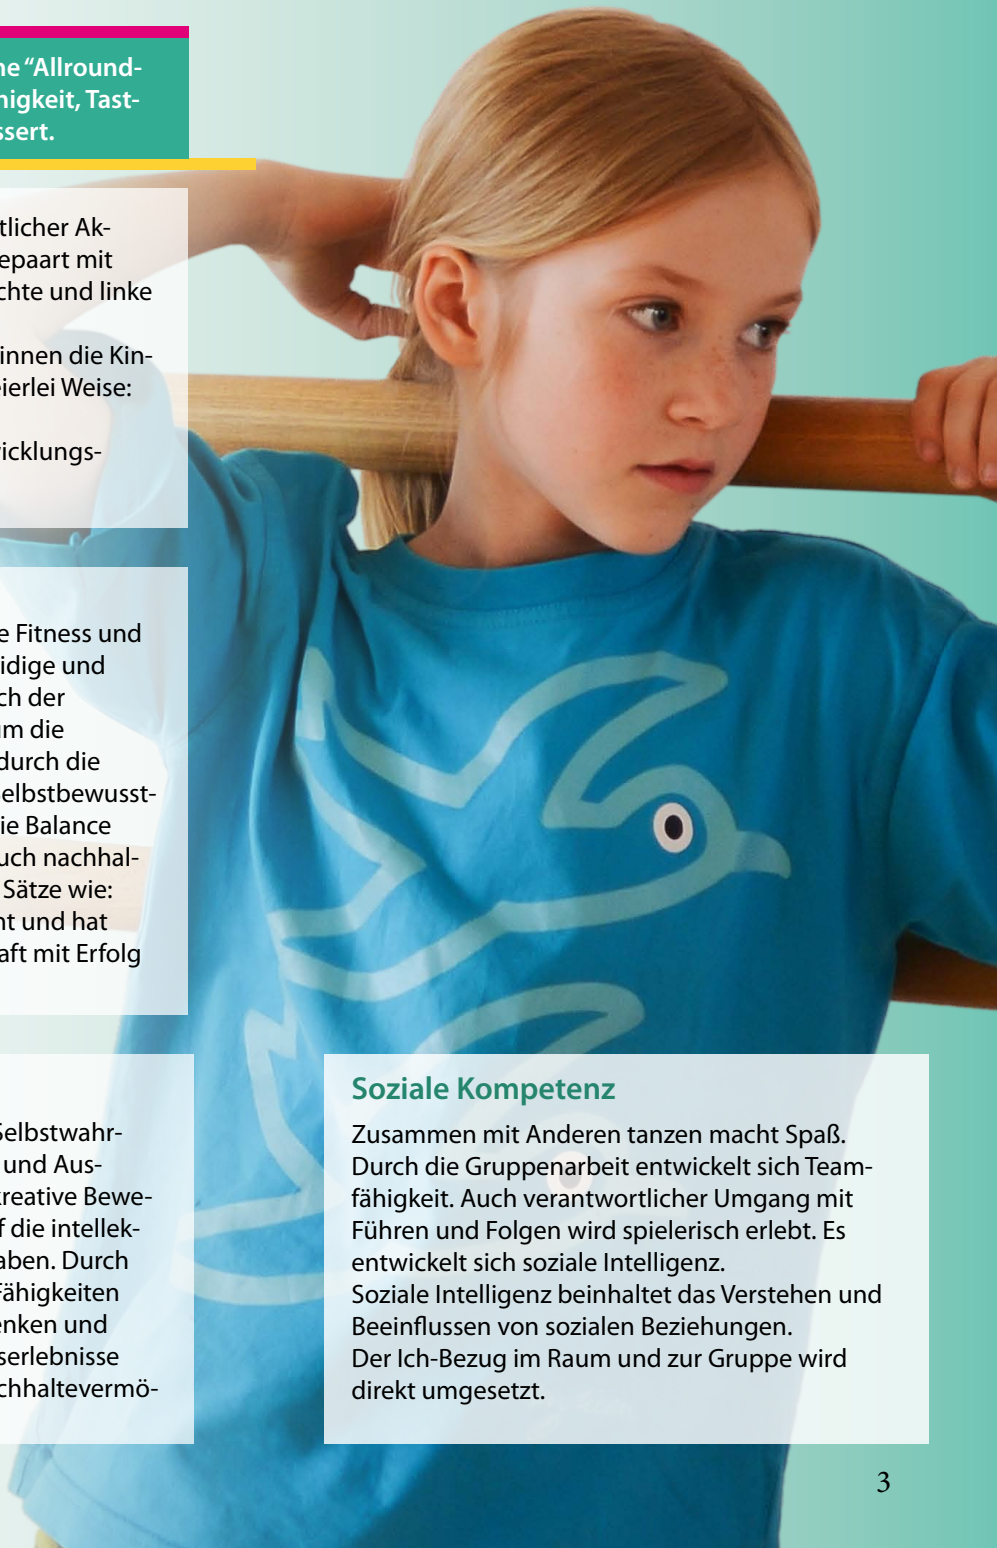 ne “Allround-
higkeit, Tast-
ssert.
tlicher Ak-
epaart mit
chte und linke
innen die Kin-
eierlei Weise:
icklungs-
e Fitness und
idige und
ch der
um die
durch die
Selbstbewusst-
ie Balance
uch nachhal-
Sätze wie:
nt und hat
aft mit Erfolg
Selbstwahr-
und Aus-
kreative Bewe-
f die intellek-
aben. Durch
Fähigkeiten
enken und
serlebnisse
chhaltevermö-
Soziale Kompetenz
Zusammen mit Anderen tanzen macht Spaß.
Durch die Gruppenarbeit entwickelt sich Team-
fähigkeit. Auch verantwortlicher Umgang mit
Führen und Folgen wird spielerisch erlebt. Es
entwickelt sich soziale Intelligenz.
Soziale Intelligenz beinhaltet das Verstehen und
Beeinflussen von sozialen Beziehungen.
Der Ich-Bezug im Raum und zur Gruppe wird
direkt umgesetzt.
3